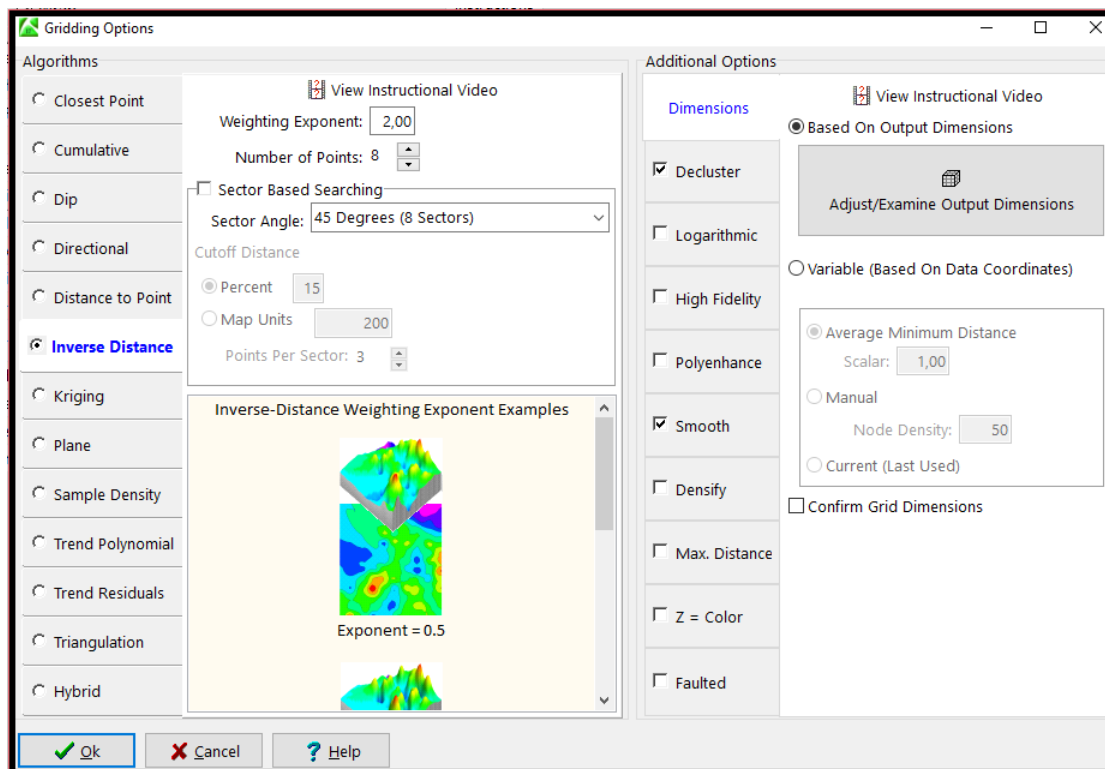 Gridding Options
Algorithms
Closest Point
Cumulative
Dip
Directional
Distance to Point
Inverse Distance
Kriging
Plane
Sample Density
Trend Polynomial
Trend Residuals
Triangulation
Hybrid
View Instructional Video
Weighting Exponent: 2,00
Number of Points: 8
Sector Based Searching
Sector Angle: 45 Degrees (8 Sectors)
Cutoff Distance
Percent 15
Map Units 200
Points Per Sector: 3
Inverse-Distance Weighting Exponent Examples
Exponent = 0.5
Additional Options
Dimensions
Decluster
Logarithmic
High Fidelity
Polyenhance
Smooth
Densify
Max. Distance
Z = Color
Faulted
View Instructional Video
Based On Output Dimensions
Adjust/Examine Output Dimensions
Variable (Based On Data Coordinates)
Average Minimum Distance
Scalar: 1,00
Manual
Node Density: 50
Current (Last Used)
Confirm Grid Dimensions
Ok
Cancel
? Help